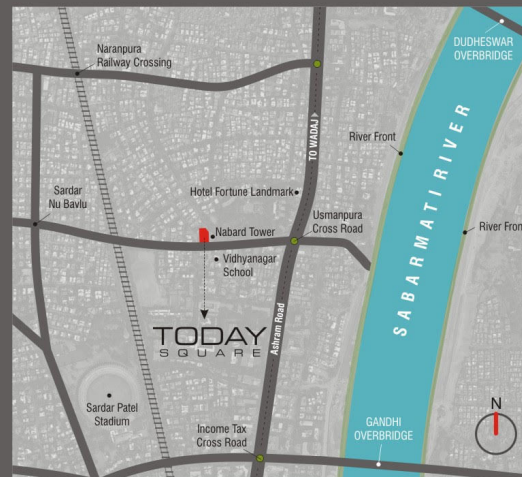 DUDHESWAR
OVERBRIDGE
Naranpura
Railway Crossing
TO WADAJ
River Front
Sardar
Nu Bavlu
Hotel Fortune Landmark
Usmanpura
Cross Road
Nabard Tower
River Front
Vidhyanagar
School
SABARMATI RIVER
TODAY
SQUARE
Ashram Road
Sardar Patel
Stadium
Income Tax
Cross Road
GANDHI
OVERBRIDGE
N